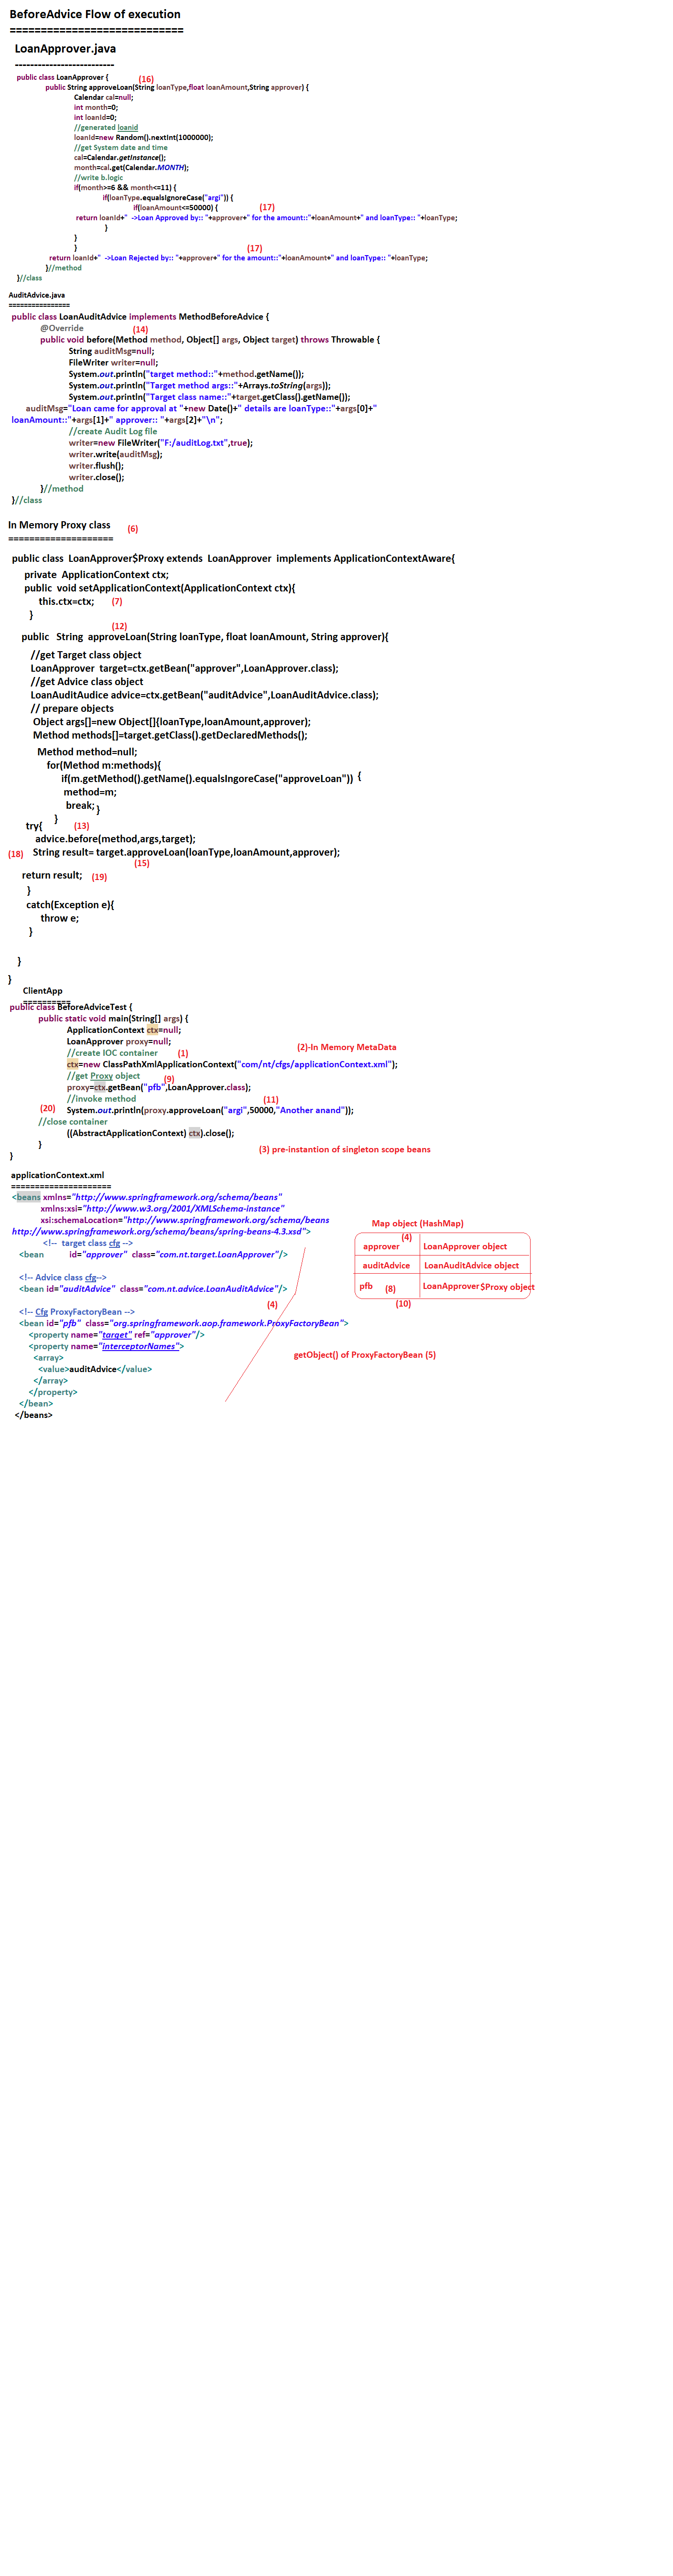 BeforeAdvice Flow of execution
============================
LoanApprover.java
--------------------------
public class LoanApprover { (16)
public String approveLoan(String loanType,float loanAmount,String approver) {
Calendar cal=null;
int month=0;
int loanId=0;
//generated loanid
loanId=new Random().nextInt(1000000);
//get System date and time
cal=Calendar.getInstance();
month=cal.get(Calendar.MONTH);
//write b.logic
if(month>=6 && month<=11) {
if(loanType.equalsIgnoreCase("argi")) {
if(loanAmount<=50000) { (17)
return loanId+" ->Loan Approved by:: "+approver+" for the amount::"+loanAmount+" and loanType:: "+loanType;
}
}
} (17)
return loanId+" ->Loan Rejected by:: "+approver+" for the amount::"+loanAmount+" and loanType:: "+loanType;
}//method
}//class
AuditAdvice.java
================
public class LoanAuditAdvice implements MethodBeforeAdvice {
@Override (14)
public void before(Method method, Object[] args, Object target) throws Throwable {
String auditMsg=null;
FileWriter writer=null;
System.out.println("target method::"+method.getName());
System.out.println("Target method args::"+Arrays.toString(args));
System.out.println("Target class name::"+target.getClass().getName());
auditMsg="Loan came for approval at "+new Date()+" details are loanType::"+args[0]+"
loanAmount::"+args[1]+" approver:: "+args[2]+"\n";
//create Audit Log file
writer=new FileWriter("F:/auditLog.txt",true);
writer.write(auditMsg);
writer.flush();
writer.close();
}//method
}//class
In Memory Proxy class (6)
====================
public class LoanApprover$Proxy extends LoanApprover implements ApplicationContextAware{
private ApplicationContext ctx;
public void setApplicationContext(ApplicationContext ctx){
this.ctx=ctx; (7)
}
(12)
public String approveLoan(String loanType, float loanAmount, String approver){
//get Target class object
LoanApprover target=ctx.getBean("approver",LoanApprover.class);
//get Advice class object
LoanAuditAudice advice=ctx.getBean("auditAdvice",LoanAuditAdvice.class);
// prepare objects
Object args[]=new Object[]{loanType,loanAmount,approver);
Method methods[]=target.getClass().getDeclaredMethods();
Method method=null;
for(Method m:methods){
if(m.getMethod().getName().equalsIngoreCase("approveLoan")) {
method=m;
break; }
}
try{ (13)
advice.before(method,args,target);
(18) String result= target.approveLoan(loanType,loanAmount,approver);
(15)
return result; (19)
}
catch(Exception e){
throw e;
}
}
}
ClientApp
==========
public class BeforeAdviceTest {
public static void main(String[] args) {
ApplicationContext ctx=null;
LoanApprover proxy=null;
(2)-In Memory MetaData
//create IOC container (1)
ctx=new ClassPathXmlApplicationContext("com/nt/cfgs/applicationContext.xml");
//get Proxy object (9)
proxy=ctx.getBean("pfb",LoanApprover.class);
//invoke method (11)
(20) System.out.println(proxy.approveLoan("argi",50000,"Another anand"));
//close container
((AbstractApplicationContext) ctx).close();
}
(3) pre-instantion of singleton scope beans
}
applicationContext.xml
=====================
<beans xmlns="http://www.springframework.org/schema/beans"
xmlns:xsi="http://www.w3.org/2001/XMLSchema-instance"
xsi:schemaLocation="http://www.springframework.org/schema/beans
http://www.springframework.org/schema/beans/spring-beans-4.3.xsd">
<!-- target class cfg -->
<bean id="approver" class="com.nt.target.LoanApprover"/>
<!-- Advice class cfg-->
<bean id="auditAdvice" class="com.nt.advice.LoanAuditAdvice"/>
(4)
<!-- Cfg ProxyFactoryBean -->
<bean id="pfb" class="org.springframework.aop.framework.ProxyFactoryBean">
<property name="target" ref="approver"/>
<property name="interceptorNames">
<array>
<value>auditAdvice</value>
</array>
</property>
</bean>
</beans>
Map object (HashMap)
(4)
approver LoanApprover object
auditAdvice LoanAuditAdvice object
pfb (8) LoanApprover$Proxy object
(10)
getObject() of ProxyFactoryBean (5)